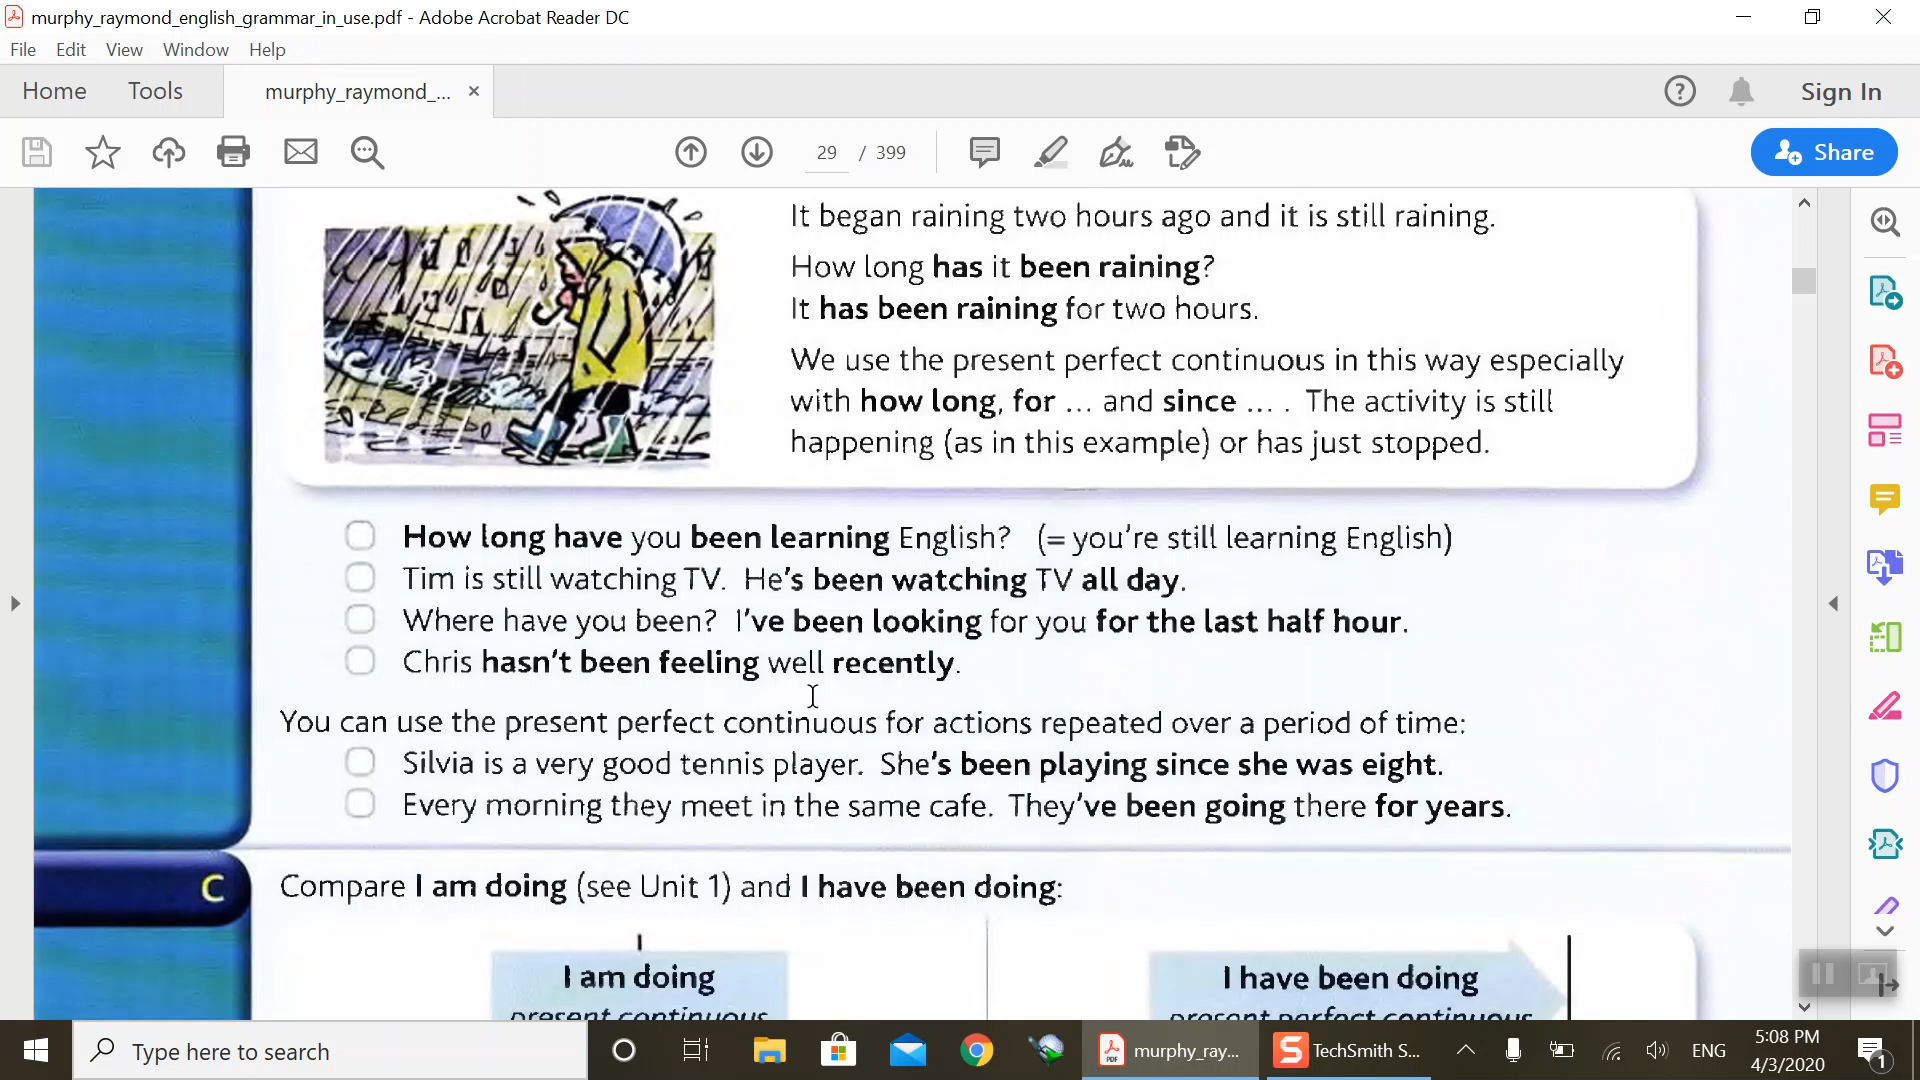 murphy_raymond_english_grammar_in_use.pdf - Adobe Acrobat Reader DC
File Edit View Window Help
Home Tools murphy_raymond_... × Sign In
29 / 399 Share
It began raining two hours ago and it is still raining.
How long has it been raining?
It has been raining for two hours.
We use the present perfect continuous in this way especially
with how long, for ... and since ... . The activity is still
happening (as in this example) or has just stopped.
How long have you been learning English? (= you're still learning English)
Tim is still watching TV. He's been watching TV all day.
Where have you been? I've been looking for you for the last half hour.
Chris hasn't been feeling well recently.
You can use the present perfect continuous for actions repeated over a period of time:
Silvia is a very good tennis player. She's been playing since she was eight.
Every morning they meet in the same cafe. They've been going there for years.
C Compare I am doing (see Unit 1) and I have been doing:
I am doing I have been doing
present continuous present perfect continuous
Type here to search murphy_ray... TechSmith S... ENG 5:08 PM
4/3/2020 1